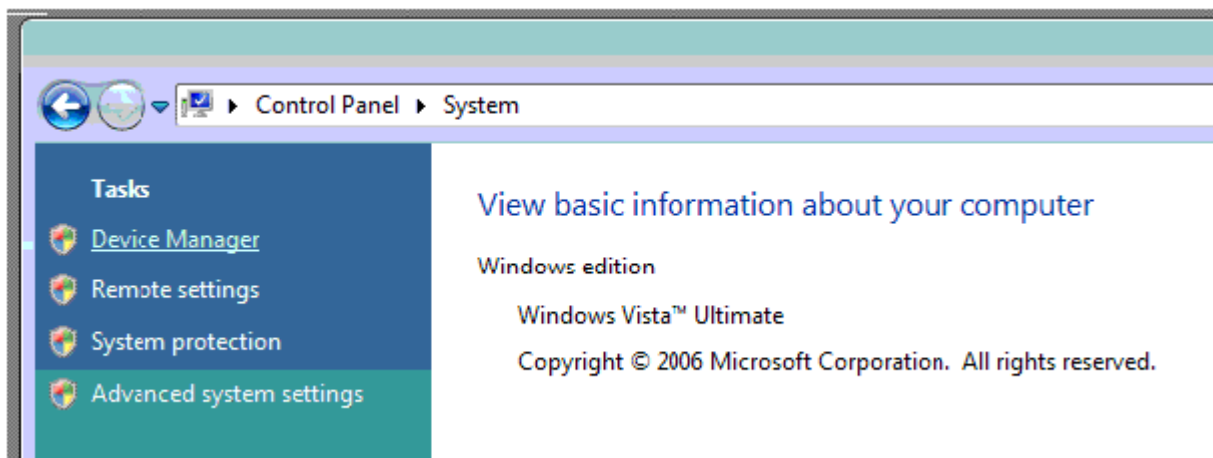 Control Panel System
Tasks
Device Manager
Remote settings
System protection
Advanced system settings
View basic information about your computer
Windows edition
Windows Vista™ Ultimate
Copyright © 2006 Microsoft Corporation. All rights reserved.